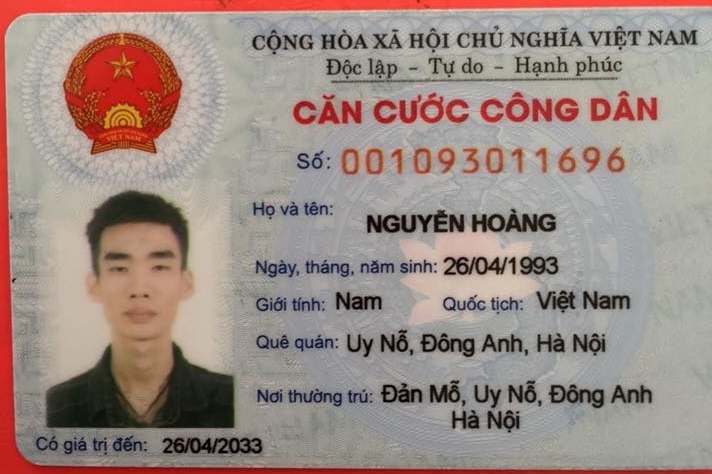 CỘNG HÒA XÃ HỘI CHỦ NGHĨA VIỆT NAM
Độc lập - Tự do - Hạnh phúc
CĂN CƯỚC CÔNG DÂN
Số: 001093011696
Họ và tên:
NGUYỄN HOÀNG
Ngày, tháng, năm sinh: 26/04/1993
Giới tính: Nam Quốc tịch: Việt Nam
Quê quán: Uy Nỗ, Đông Anh, Hà Nội
Nơi thường trú: Đản Mỗ, Uy Nỗ, Đông Anh
Hà Nội
Có giá trị đến: 26/04/2033